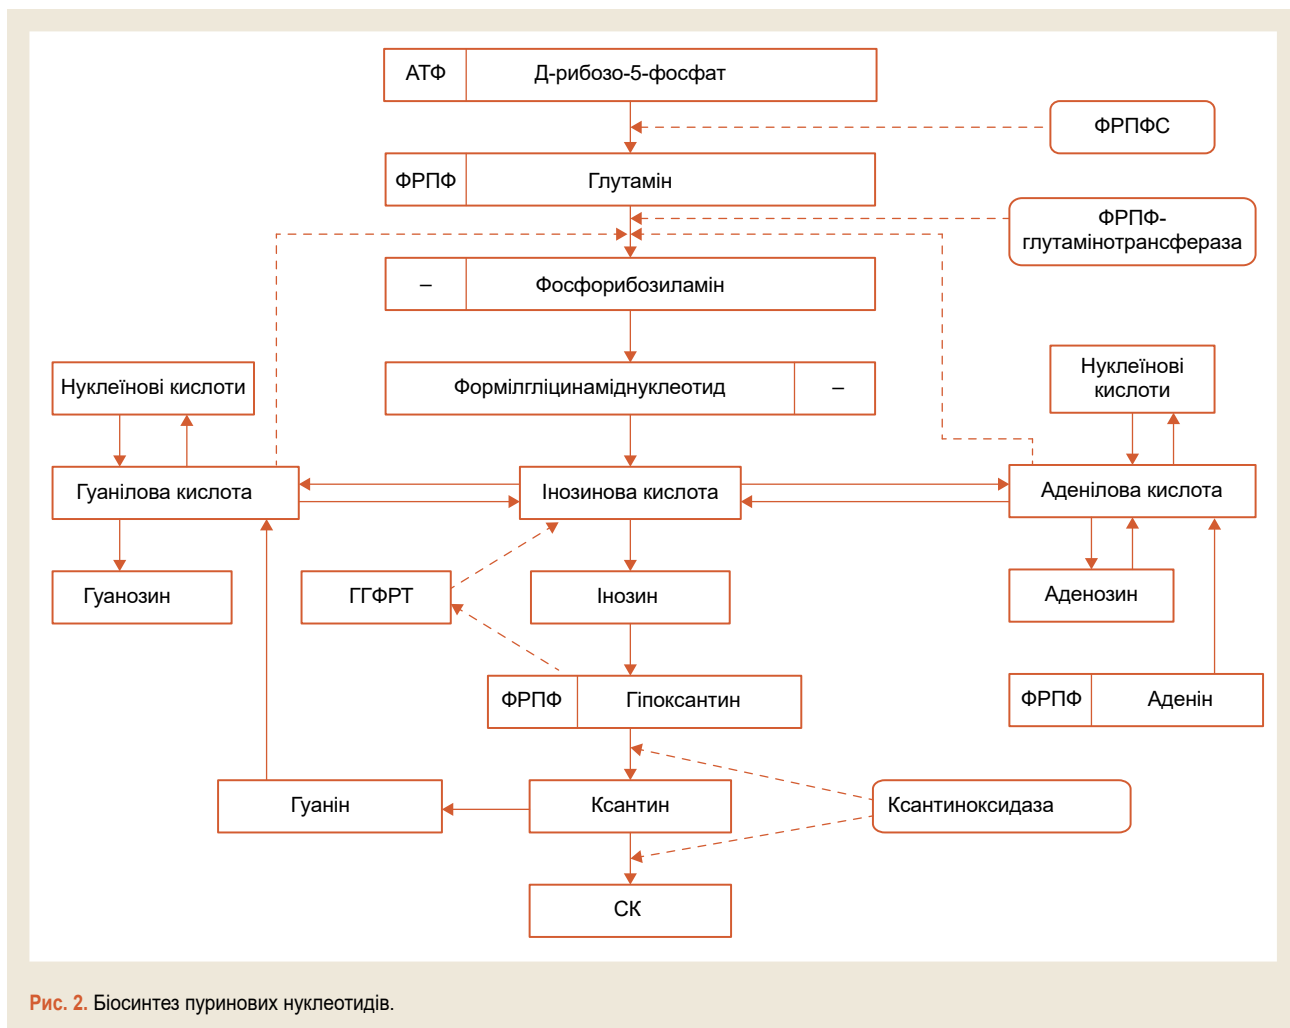 АТФ
Д-рибозо-5-фосфат
ФРПФС
ФРПФ
Глутамін
ФРПФ-
глутамінотрансфераза
–
Фосфорибозиламін
Формілгліцинаміднуклеотид
–
Нуклеїнові кислоти
Нуклеїнові
кислоти
Гуанілова кислота
Інозинова кислота
Аденілова кислота
Гуанозин
ГГФРТ
Інозин
Аденозин
ФРПФ
Гіпоксантин
ФРПФ
Аденін
Гуанін
Ксантин
Ксантиноксидаза
СК
Рис. 2. Біосинтез пуринових нуклеотидів.